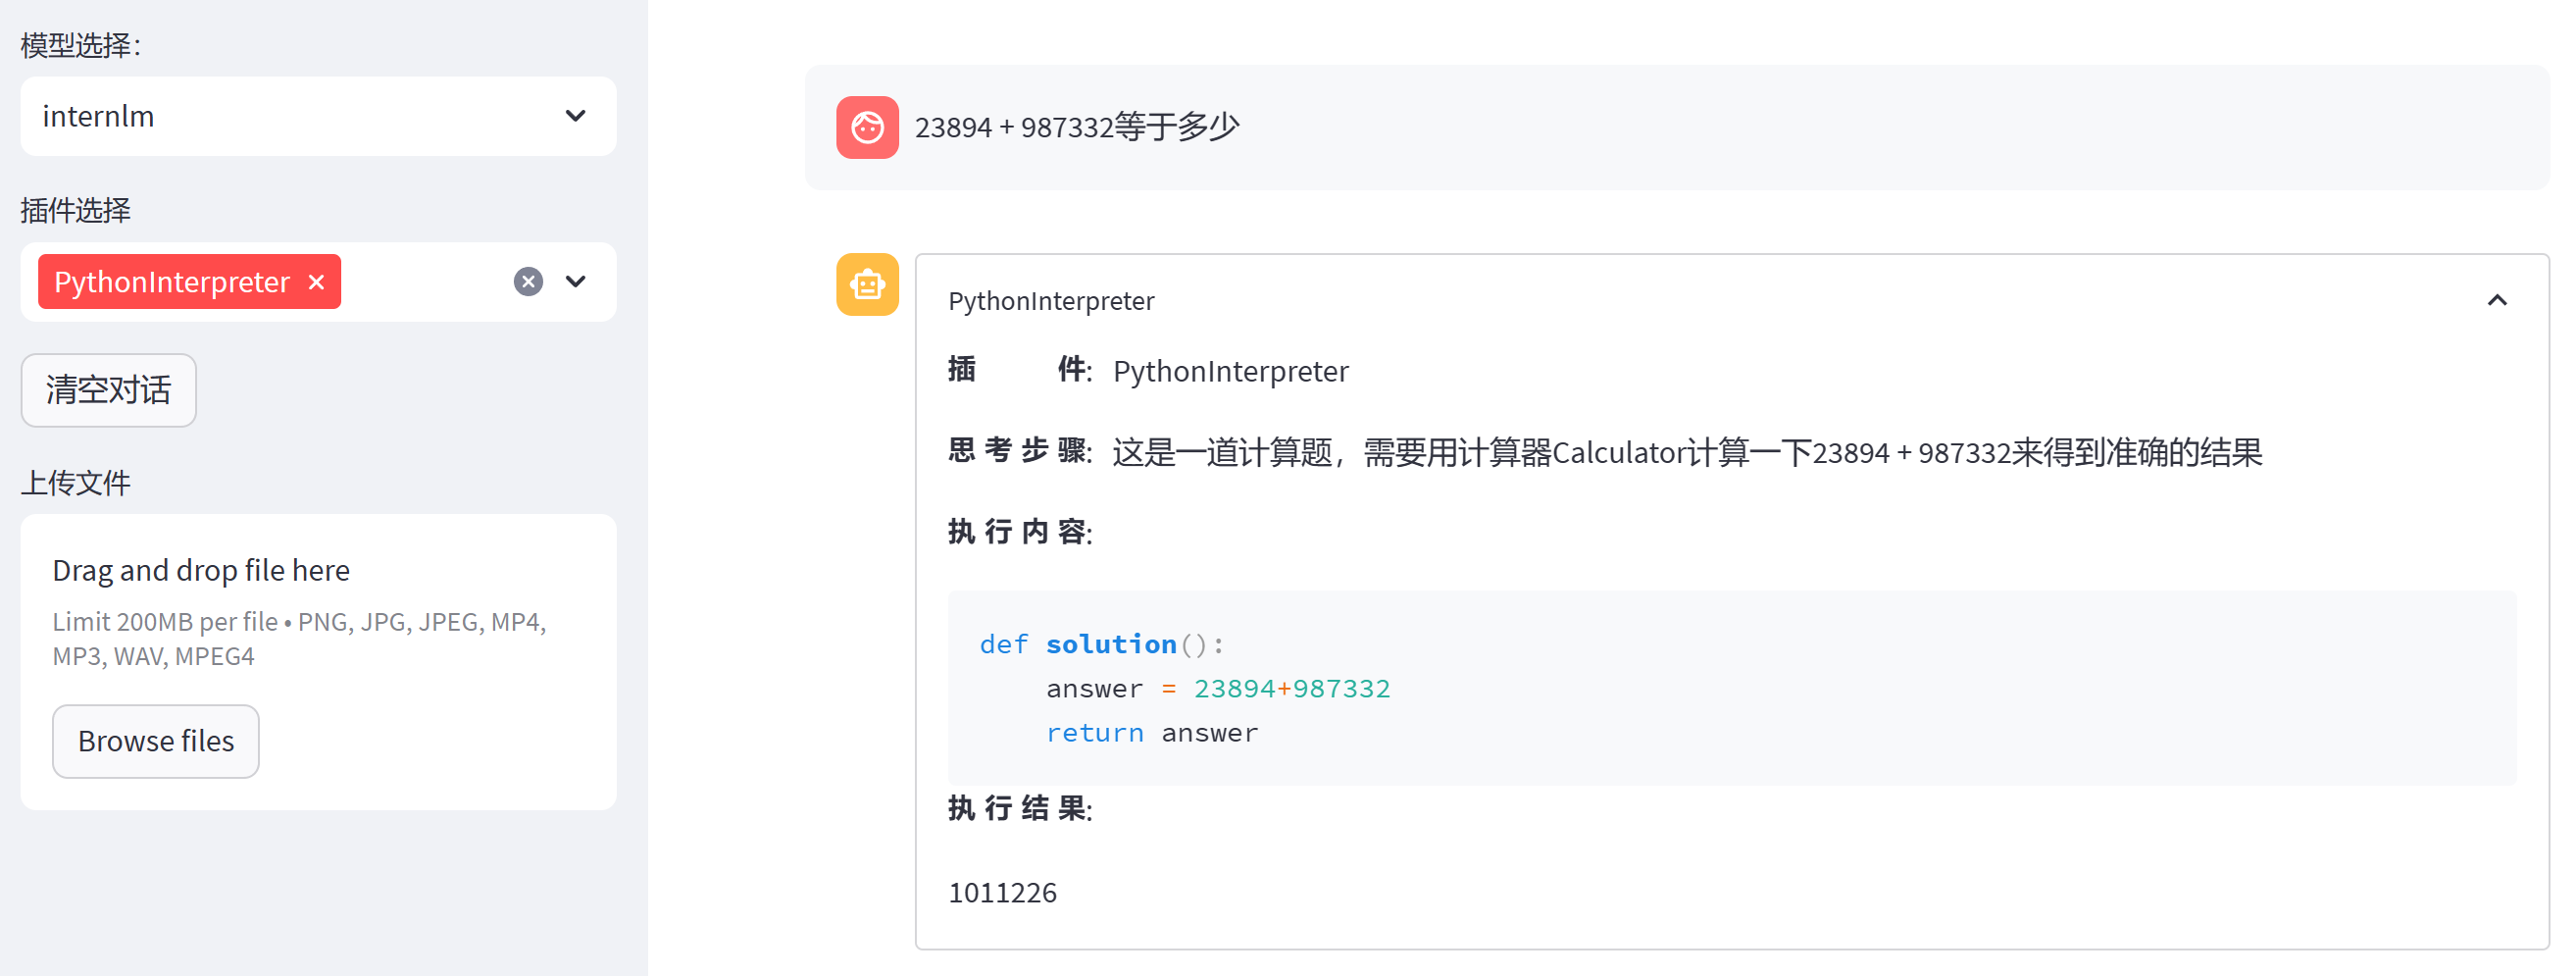 模型选择：
internlm
插件选择
PythonInterpreter
清空对话
上传文件
Drag and drop file here
Limit 200MB per file • PNG, JPG, JPEG, MP4,
MP3, WAV, MPEG4
Browse files
23894 + 987332等于多少
PythonInterpreter
插 件: PythonInterpreter
思 考 步 骤: 这是一道计算题，需要用计算器Calculator计算一下23894 + 987332来得到准确的结果
执 行 内 容:
def solution():
    answer = 23894+987332
    return answer
执 行 结 果:
1011226